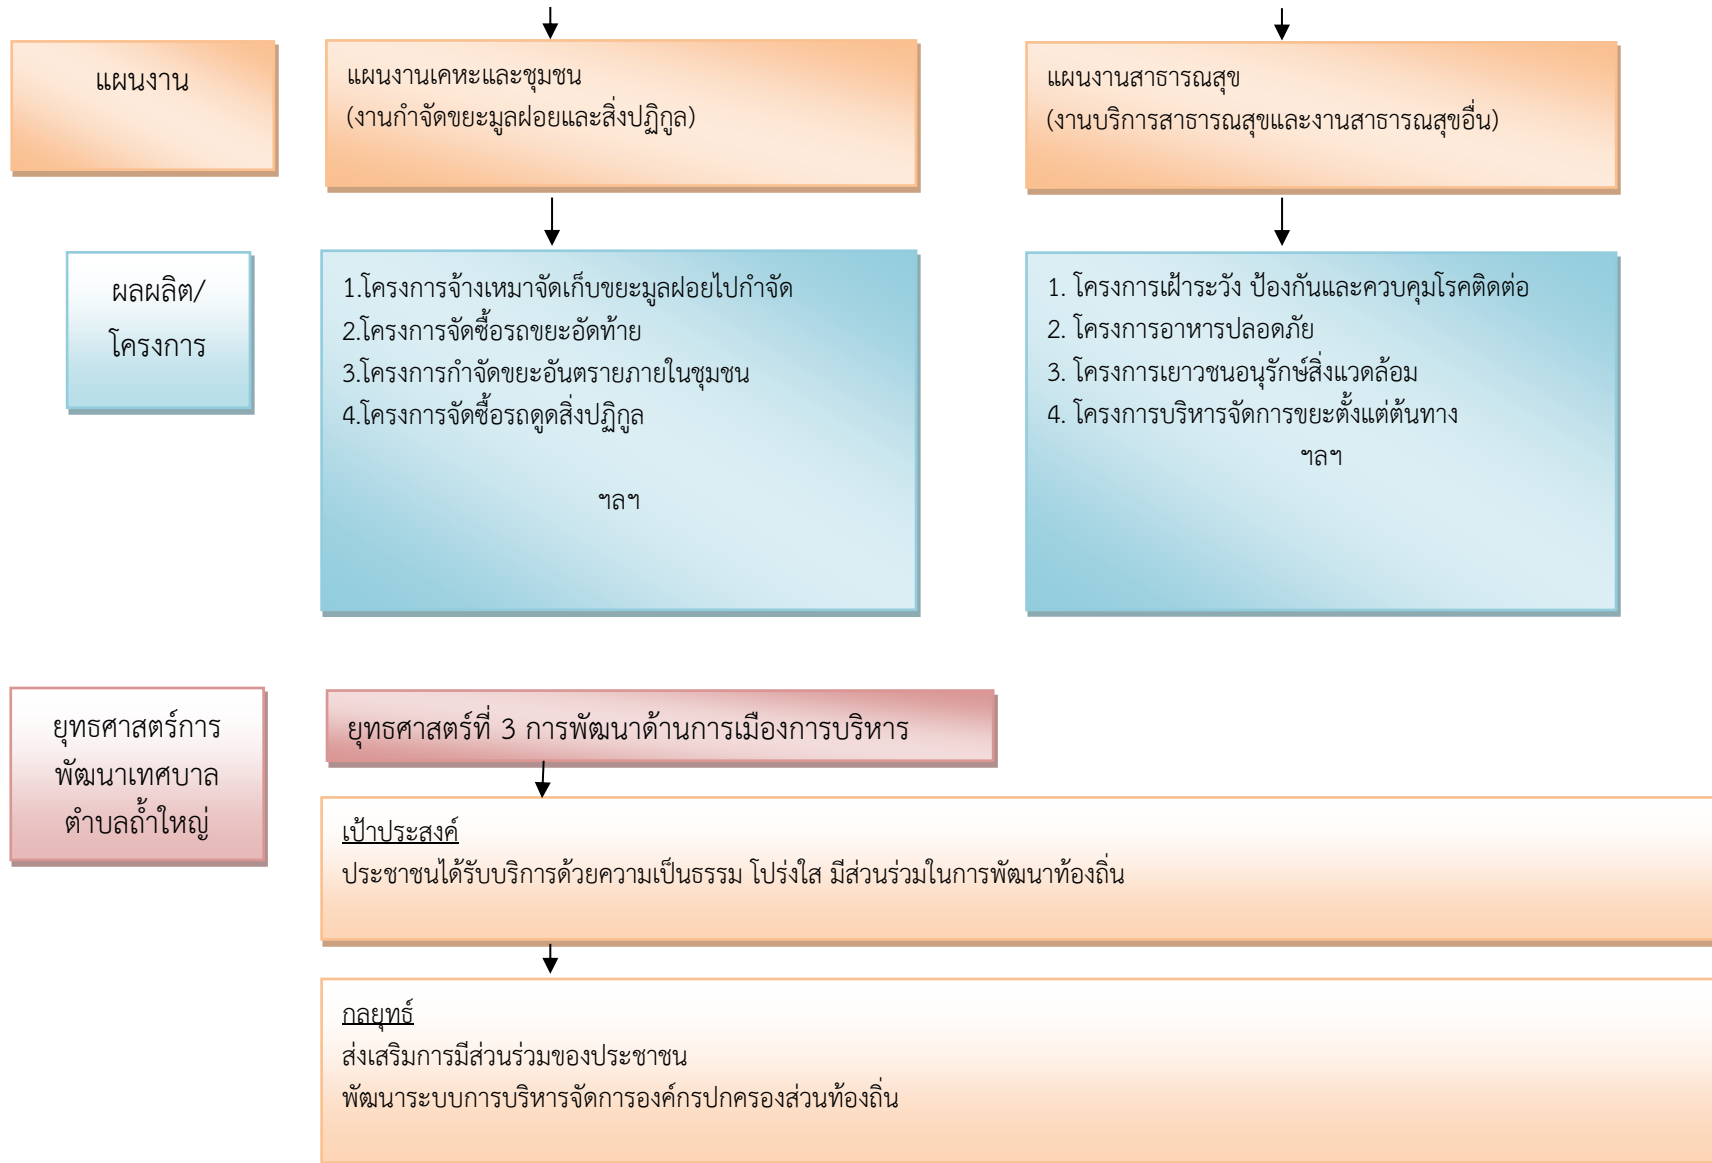 แผนงาน
แผนงานเคหะและชุมชน
(งานกำจัดขยะมูลฝอยและสิ่งปฏิกูล)
แผนงานสาธารณสุข
(งานบริการสาธารณสุขและงานสาธารณสุขอื่น)
ผลผลิต/
โครงการ
1.โครงการจ้างเหมาจัดเก็บขยะมูลฝอยไปกำจัด
2.โครงการจัดซื้อรถขยะอัดท้าย
3.โครงการกำจัดขยะอันตรายภายในชุมชน
4.โครงการจัดซื้อรถดูดสิ่งปฏิกูล
ฯลฯ
1. โครงการเฝ้าระวัง ป้องกันและควบคุมโรคติดต่อ
2. โครงการอาหารปลอดภัย
3. โครงการเยาวชนอนุรักษ์สิ่งแวดล้อม
4. โครงการบริหารจัดการขยะตั้งแต่ต้นทาง
ฯลฯ
ยุทธศาสตร์การ
พัฒนาเทศบาล
ตำบลถ้ำใหญ่
ยุทธศาสตร์ที่ 3 การพัฒนาด้านการเมืองการบริหาร
เป้าประสงค์
ประชาชนได้รับบริการด้วยความเป็นธรรม โปร่งใส มีส่วนร่วมในการพัฒนาท้องถิ่น
กลยุทธ์
ส่งเสริมการมีส่วนร่วมของประชาชน
พัฒนาระบบการบริหารจัดการองค์กรปกครองส่วนท้องถิ่น